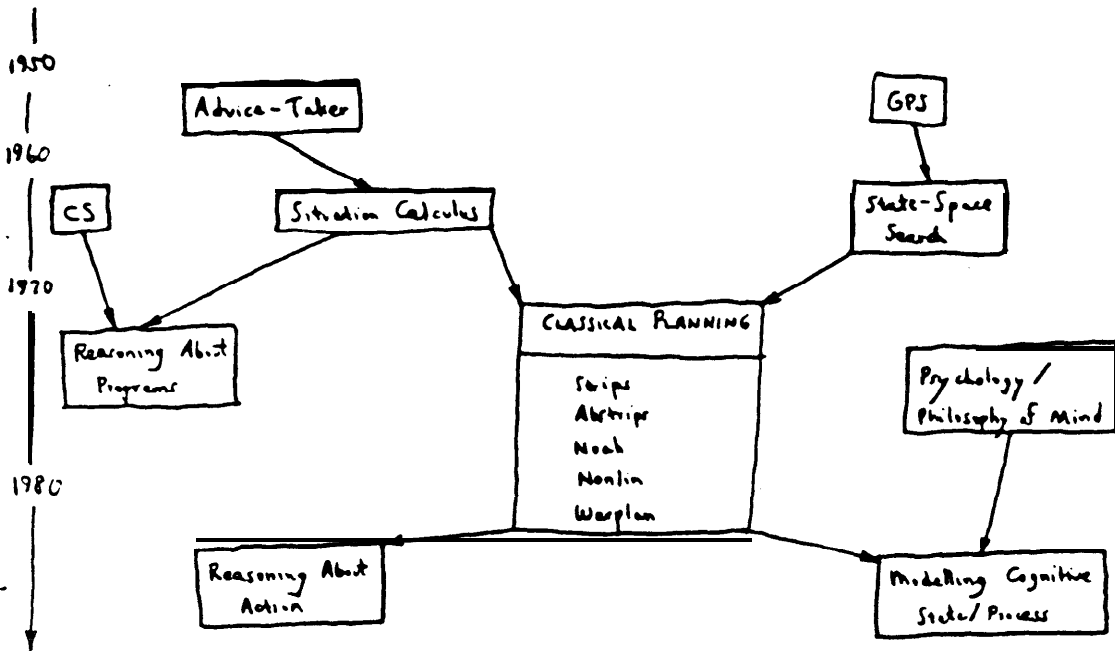 1950
Advice-Taker
GPS
1960
CS
Situation Calculus
State-Space
Search
1970
CLASSICAL PLANNING
Reasoning About
Programs
Psychology /
Philosophy of Mind
Strips
Abstrips
Noah
Nonlin
Warplan
1980
Reasoning About
Action
Modelling Cognitive
State/Process